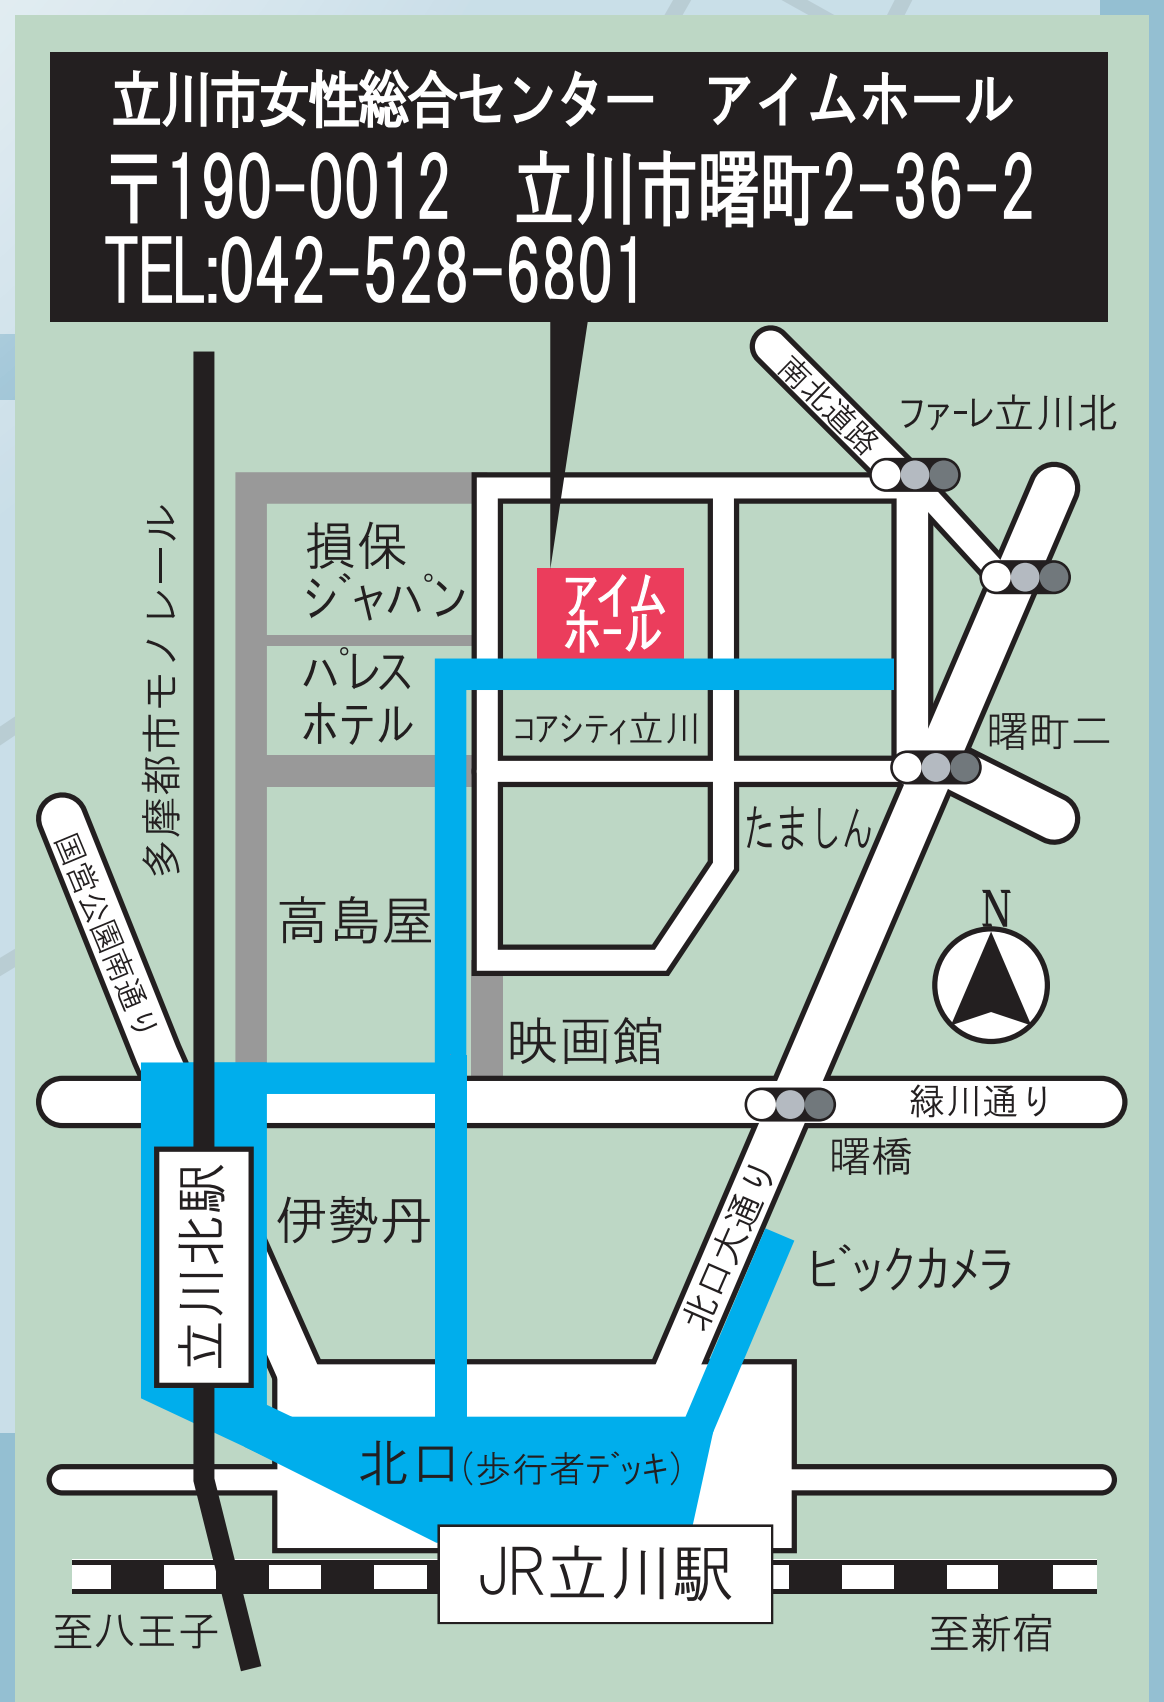 立川市女性総合センター　アイムホール
〒190-0012　立川市曙町2-36-2
TEL:042-528-6801
南北道路
ファーレ立川北
多摩都市モノレール
損保
ジャパン
アイム
ホール
パレス
ホテル
コアシティ立川
曙町二
たましん
国営公園南通り
高島屋
N
映画館
緑川通り
曙橋
立川北駅
伊勢丹
北口大通り
ビックカメラ
北口(歩行者デッキ)
JR立川駅
至八王子
至新宿